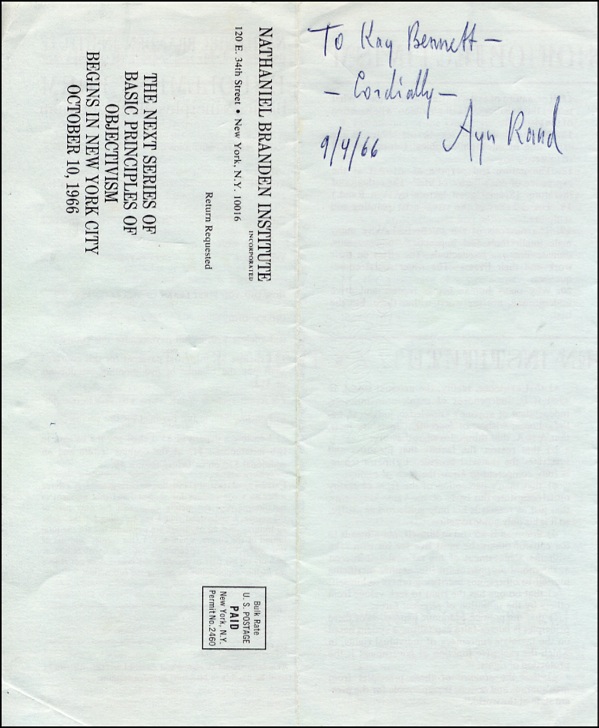 To Kay Bennett —
— Cordially —
Ayn Rand
9/4/66
NATHANIEL BRANDEN INSTITUTE
INCORPORATED
120 E. 34th Street • New York, N.Y. 10016
Return Requested
THE NEXT SERIES OF
BASIC PRINCIPLES OF
OBJECTIVISM
BEGINS IN NEW YORK CITY
OCTOBER 10, 1966
Bulk Rate
U. S. POSTAGE
PAID
New York, N.Y.
Permit No. 2460